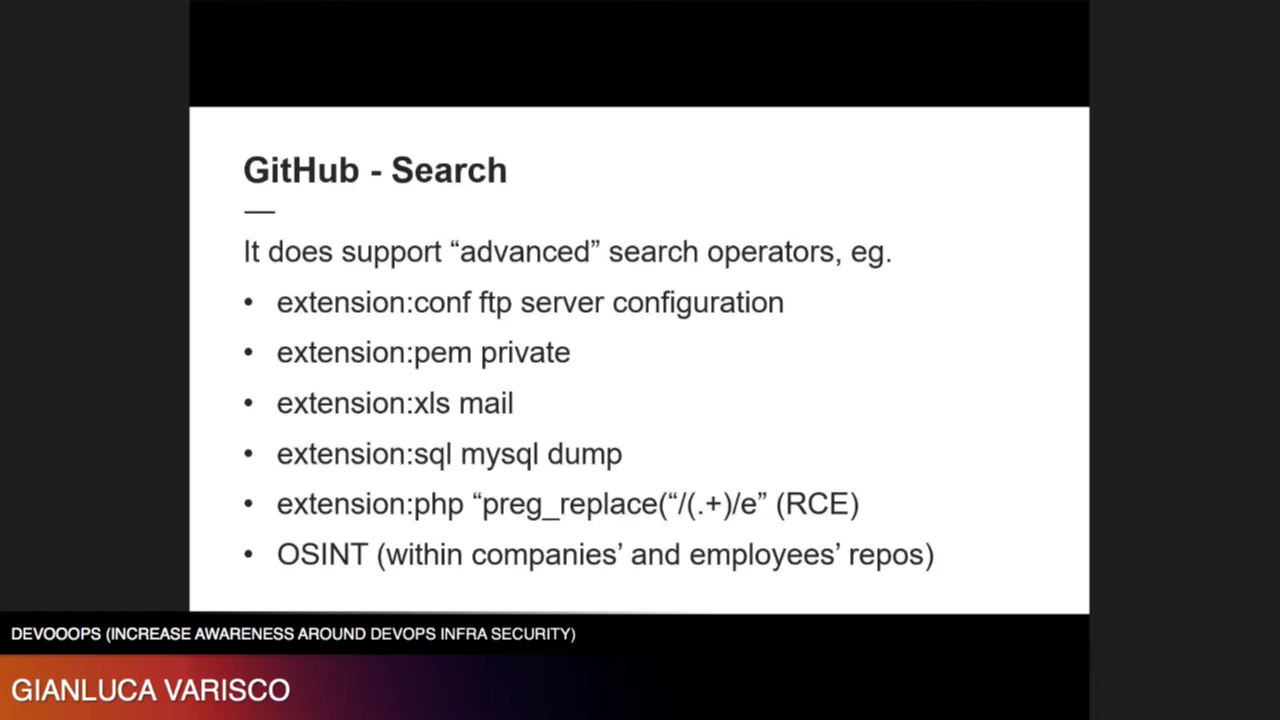 GitHub - Search
It does support “advanced” search operators, eg.
• extension:conf ftp server configuration
• extension:pem private
• extension:xls mail
• extension:sql mysql dump
• extension:php “preg_replace(“/(.+)/e” (RCE)
• OSINT (within companies’ and employees’ repos)
DEVOOOPS (INCREASE AWARENESS AROUND DEVOPS INFRA SECURITY)
GIANLUCA VARISCO